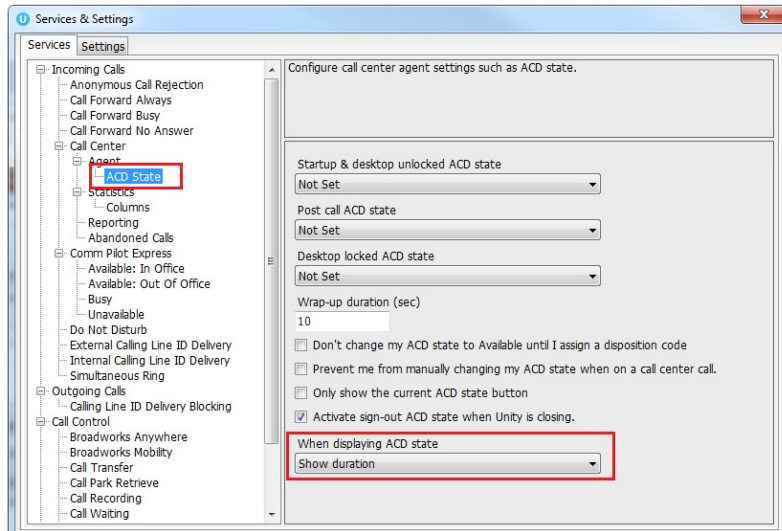 Services & Settings
Services
Settings
Incoming Calls
Anonymous Call Rejection
Call Forward Always
Call Forward Busy
Call Forward No Answer
Call Center
Agent
ACD State
Statistics
Columns
Reporting
Abandoned Calls
Comm Pilot Express
Available: In Office
Available: Out Of Office
Busy
Unavailable
Do Not Disturb
External Calling Line ID Delivery
Internal Calling Line ID Delivery
Simultaneous Ring
Outgoing Calls
Calling Line ID Delivery Blocking
Call Control
Broadworks Anywhere
Broadworks Mobility
Call Transfer
Call Park Retrieve
Call Recording
Call Waiting
Configure call center agent settings such as ACD state.
Startup & desktop unlocked ACD state
Not Set
Post call ACD state
Not Set
Desktop locked ACD state
Not Set
Wrap-up duration (sec)
10
Don't change my ACD state to Available until I assign a disposition code
Prevent me from manually changing my ACD state when on a call center call.
Only show the current ACD state button
Activate sign-out ACD state when Unity is closing.
When displaying ACD state
Show duration